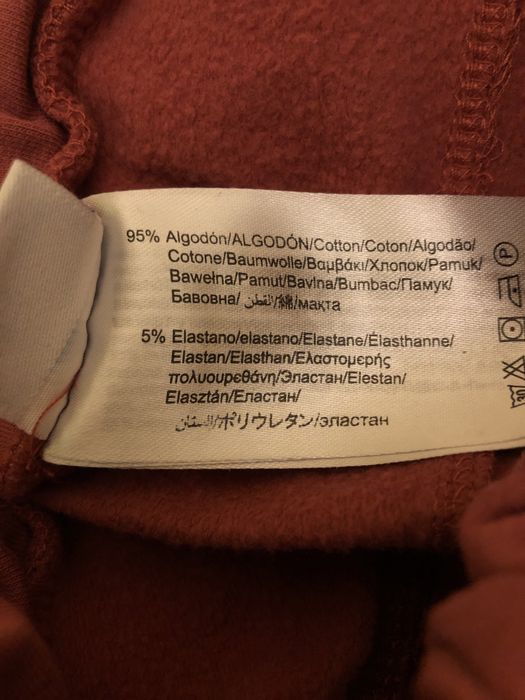 95% Algodón/ALGODÓN/Cotton/Coton/Algodão/
Cotone/Baumwolle/Βαμβάκι/Хлопок/Pamuk/
Bawełna/Pamut/Bavlna/Bumbac/Памук/
Бавовна/القطن/綿/мақта
5% Elastano/elastano/Elastane/Élasthanne/
Elastan/Elasthan/Ελαστομερής
πολυουρεθάνη/Эластан/Elestan/
Elasztán/Еластан/
/ポリウレタン/эластан
P